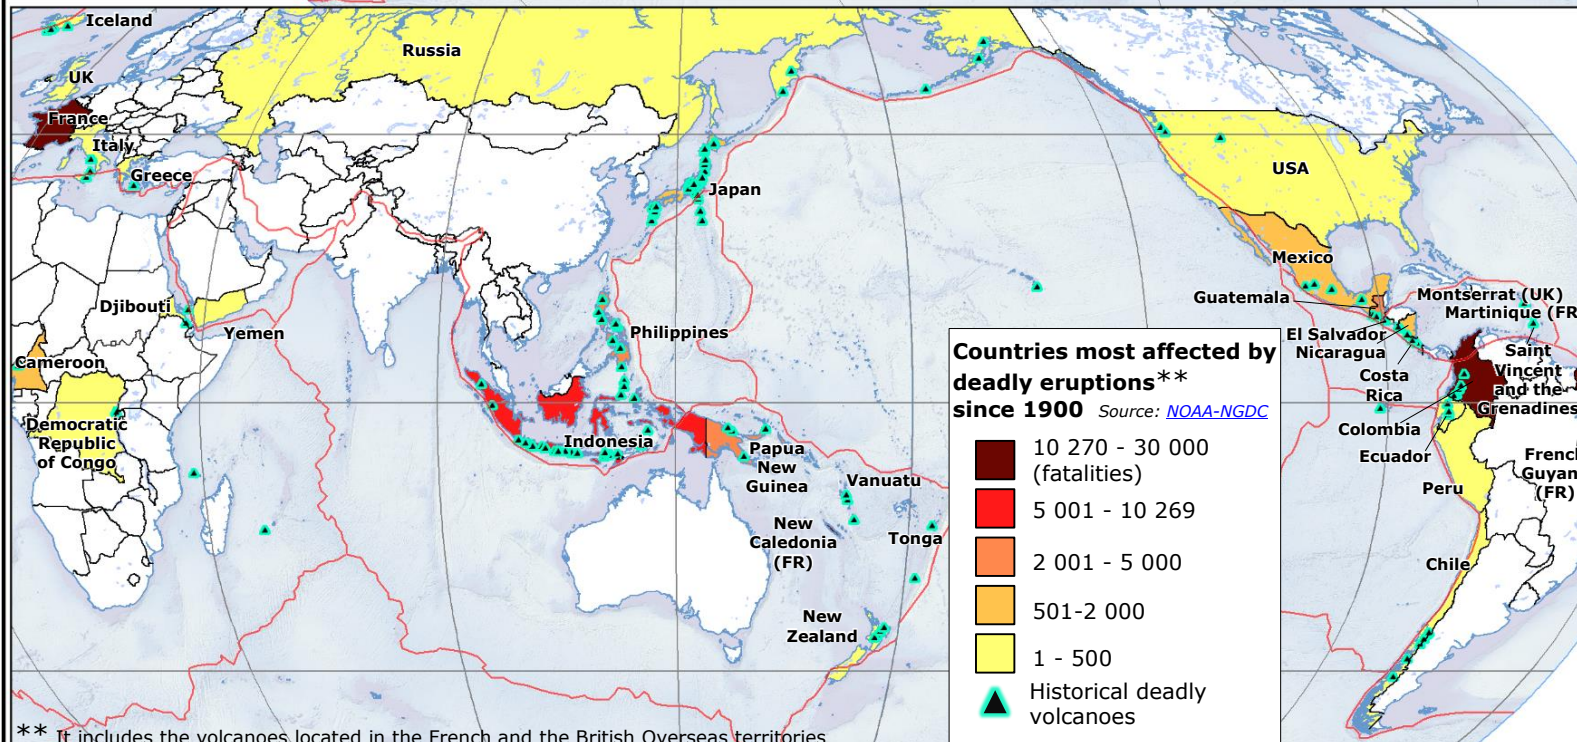 Iceland
Russia
UK
France
Italy
Greece
Japan
USA
Mexico
Djibouti
Guatemala
Montserrat (UK)
Martinique (FR
Yemen
Philippines
El Salvador
Nicaragua
Cameroon
Costa
Rica
Saint
Vincent
and the
Grenadines
Democratic
Republic
of Congo
Indonesia
Papua
New
Guinea
Colombia
Ecuador
French
Guyan
(FR)
Peru
Vanuatu
New
Caledonia
(FR)
Tonga
Chile
New
Zealand
Countries most affected by
deadly eruptions**
since 1900 Source: NOAA-NGDC
10 270 - 30 000
(fatalities)
5 001 - 10 269
2 001 - 5 000
501-2 000
1 - 500
Historical deadly
volcanoes
** It includes the volcanoes located in the French and the British Overseas territories